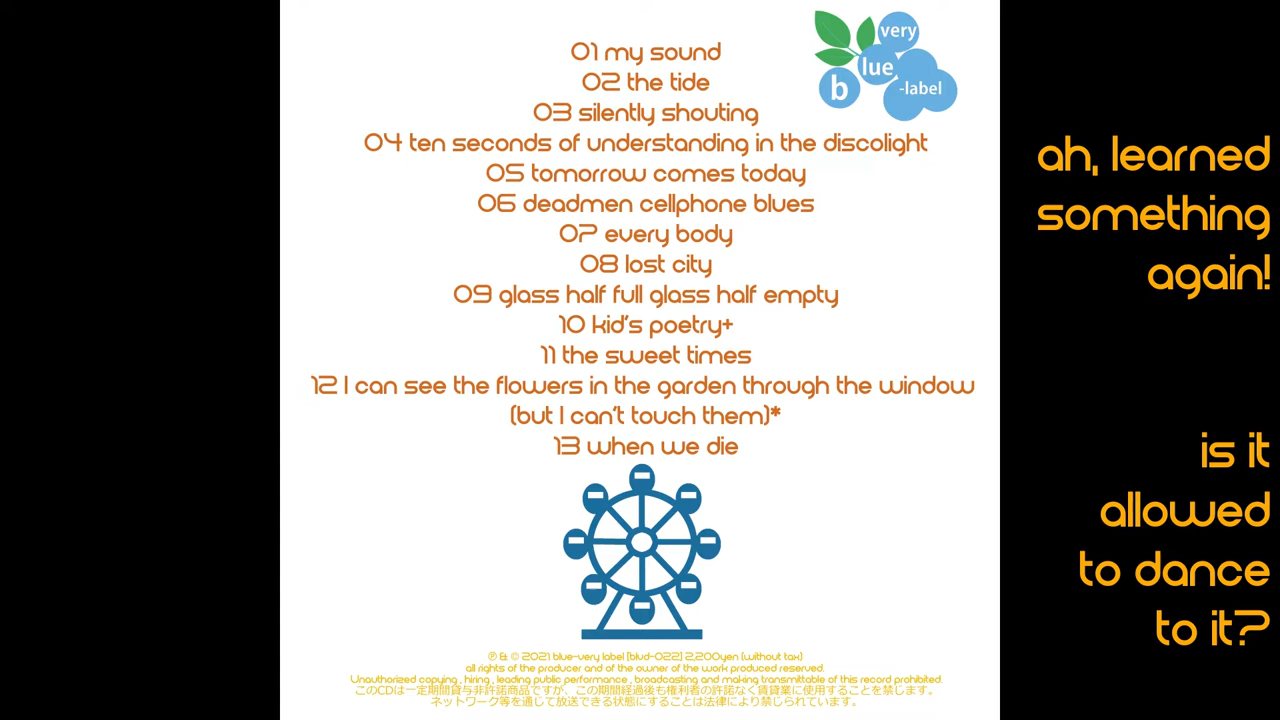 01 my sound
02 the tide
03 silently shouting
04 ten seconds of understanding in the discolight
05 tomorrow comes today
06 deadmen cellphone blues
07 every body
08 lost city
09 glass half full glass half empty
10 kid's poetry+
11 the sweet times
12 I can see the flowers in the garden through the window
(but I can't touch them)*
13 when we die
very
b lue
-label
ah, learned
something
again!
is it
allowed
to dance
to it?
℗ & © 2021 blue-very label [blvd-022] 2,200yen (without tax)
all rights of the producer and of the owner of the work produced reserved.
Unauthorized copying , hiring , leading public performance , broadcasting and making transmittable of this record prohibited.
このCDは一定期間貸与非許諾商品ですが、この期間経過後も権利者の許諾なく賃貸業に使用することを禁じます。
ネットワーク等を通して放送できる状態にすることは法律により禁じられています。